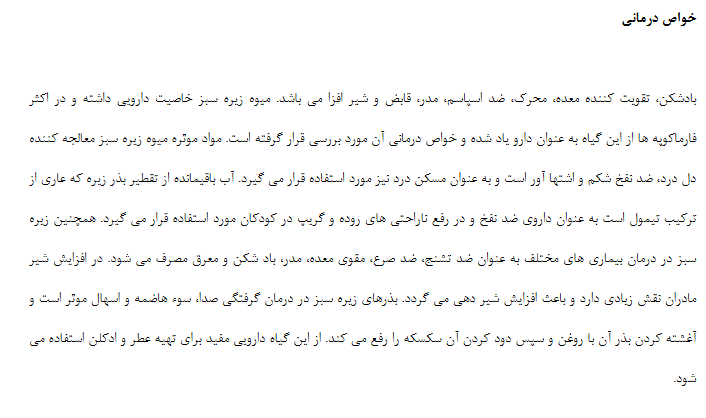 خواص درمانی
بادشکن، تقویت کننده معده، محرک، ضد اسپاسم، مدر، قابض و شیر افزا می باشد. میوه زیره سبز خاصیت دارویی داشته و در اکثر
فارماکوپه ها از این گیاه به عنوان دارو یاد شده و خواص درمانی آن مورد بررسی قرار گرفته است. مواد موثره میوه زیره سبز معالجه کننده
دل درد، ضد نفخ شکم و اشتها آور است و به عنوان مسکن درد نیز مورد استفاده قرار می گیرد. آب باقیمانده از تقطیر بذر زیره که عاری از
ترکیب تیمول است به عنوان داروی ضد نفخ و در رفع ناراحتی های روده و گریپ در کودکان مورد استفاده قرار می گیرد. همچنین زیره
سبز در درمان بیماری های مختلف به عنوان ضد تشنج، ضد صرع، مقوی معده، مدر، باد شکن و معرق مصرف می شود. در افزایش شیر
مادران نقش زیادی دارد و باعث افزایش شیر دهی می گردد. بذرهای زیره سبز در درمان گرفتگی صدا، سوء هاضمه و اسهال موثر است و
آغشته کردن بذر آن با روغن و سپس دود کردن آن سکسکه را رفع می کند. از این گیاه دارویی مفید برای تهیه عطر و ادکلن استفاده می
شود.